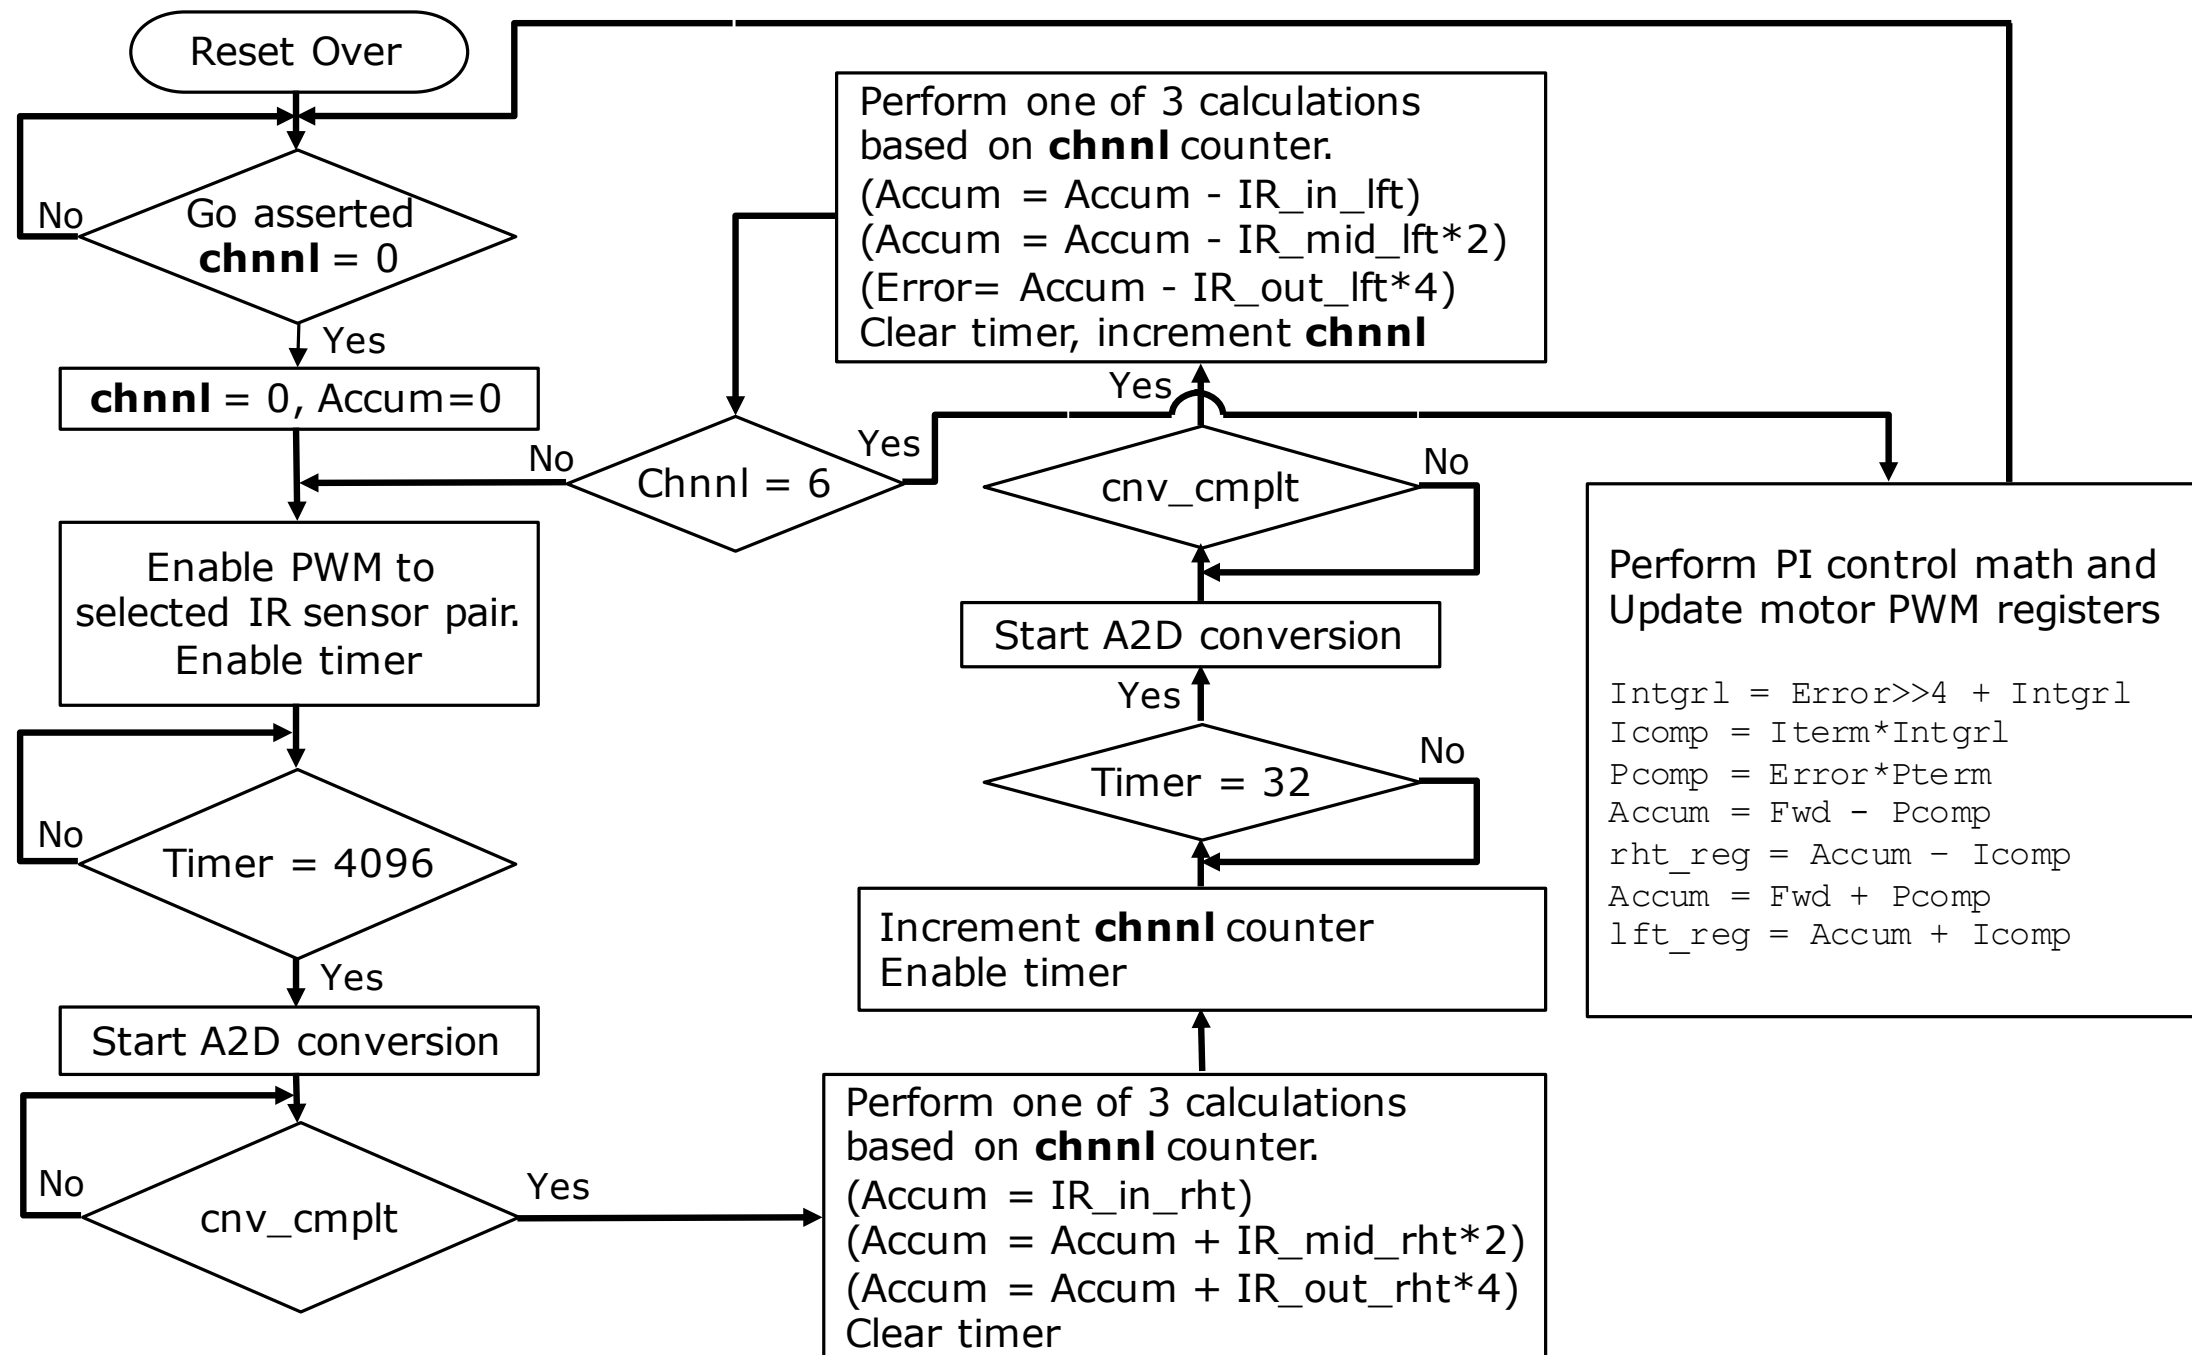 Reset Over
No
Go asserted
chnnl = 0
Yes
chnnl = 0, Accum=0
Enable PWM to
selected IR sensor pair.
Enable timer
No
Timer = 4096
Yes
Start A2D conversion
No
cnv_cmplt
Yes
Perform one of 3 calculations
based on chnnl counter.
(Accum = IR_in_rht)
(Accum = Accum + IR_mid_rht*2)
(Accum = Accum + IR_out_rht*4)
Clear timer
Increment chnnl counter
Enable timer
No
Timer = 32
Yes
Start A2D conversion
No
cnv_cmplt
Yes
Perform one of 3 calculations
based on chnnl counter.
(Accum = Accum - IR_in_lft)
(Accum = Accum - IR_mid_lft*2)
(Error= Accum - IR_out_lft*4)
Clear timer, increment chnnl
No
Chnnl = 6
Yes
Perform PI control math and
Update motor PWM registers
Intgrl = Error>>4 + Intgrl
Icomp = Iterm*Intgrl
Pcomp = Error*Pterm
Accum = Fwd - Pcomp
rht_reg = Accum – Icomp
Accum = Fwd + Pcomp
lft_reg = Accum + Icomp